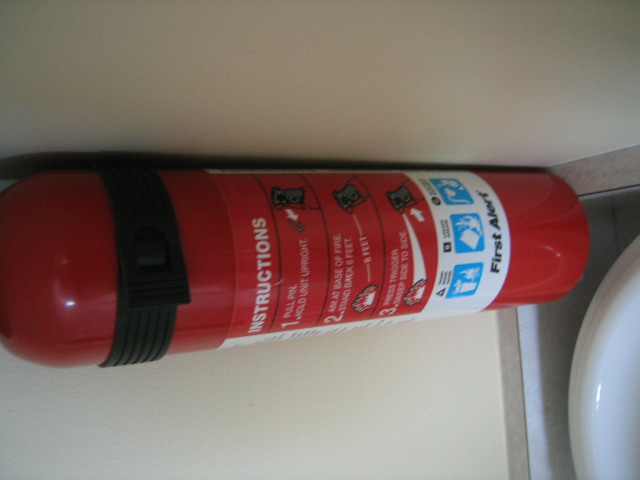 INSTRUCTIONS
1. PULL PIN.
HOLD UNIT UPRIGHT.
2. AIM AT BASE OF FIRE.
STAND BACK 6 FEET.
6 FEET
3. PRESS TRIGGER.
SWEEP SIDE TO SIDE.
A
B
C
First Alert